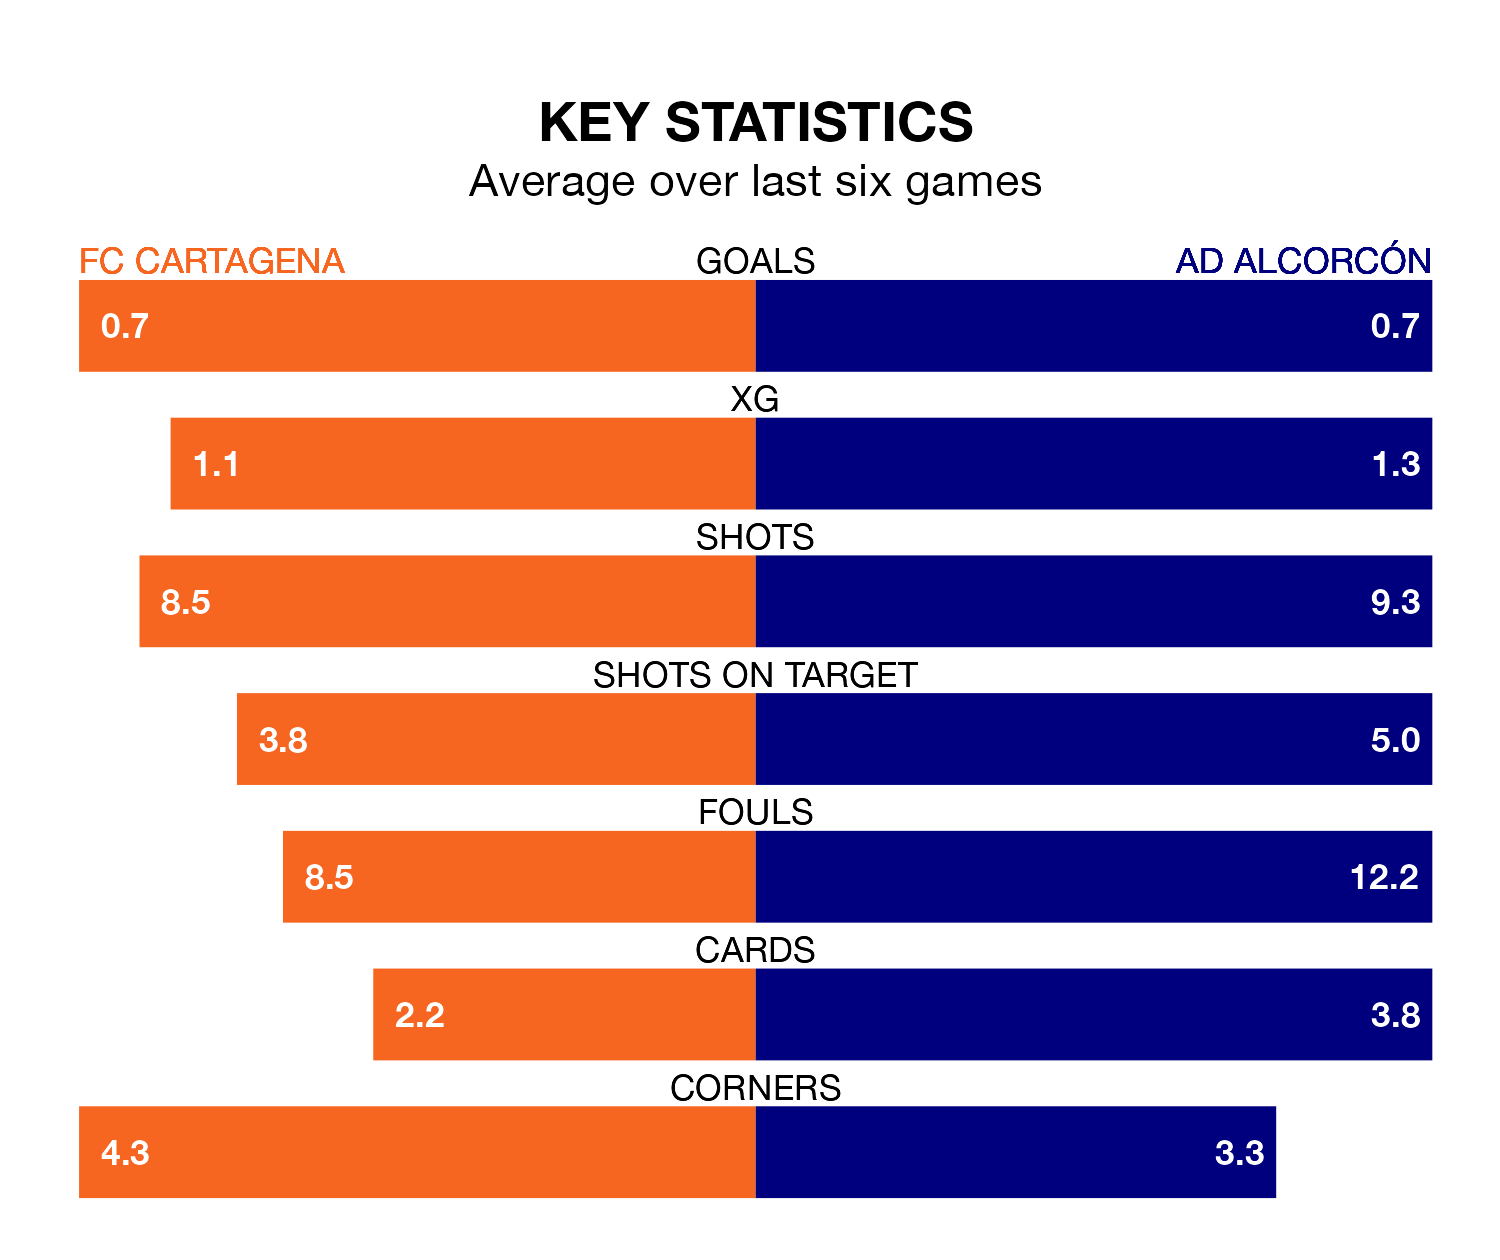 KEY STATISTICS
Average over last six games
FC CARTAGENA GOALS AD ALCORCÓN
0.7 0.7
XG
1.1 1.3
SHOTS
8.5 9.3
SHOTS ON TARGET
3.8 5.0
FOULS
8.5 12.2
CARDS
2.2 3.8
CORNERS
4.3 3.3